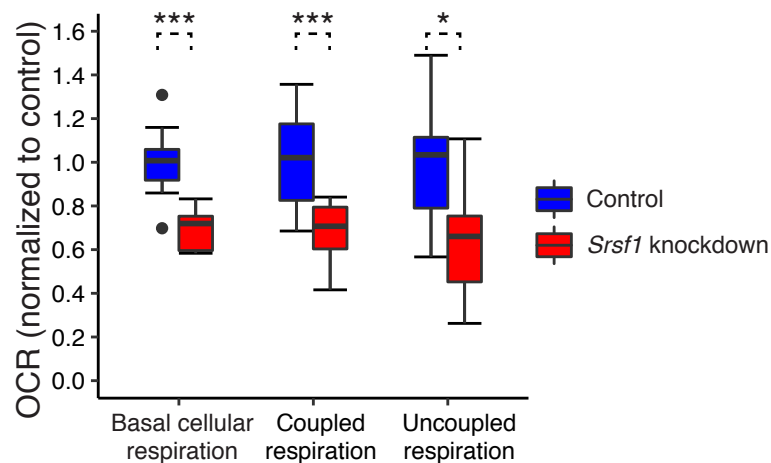 OCR (normalized to control)
1.6
1.4
1.2
1.0
0.8
0.6
0.4
0.2
0.0
*** *** *
Basal cellular
respiration
Coupled
respiration
Uncoupled
respiration
Control
Srsf1 knockdown